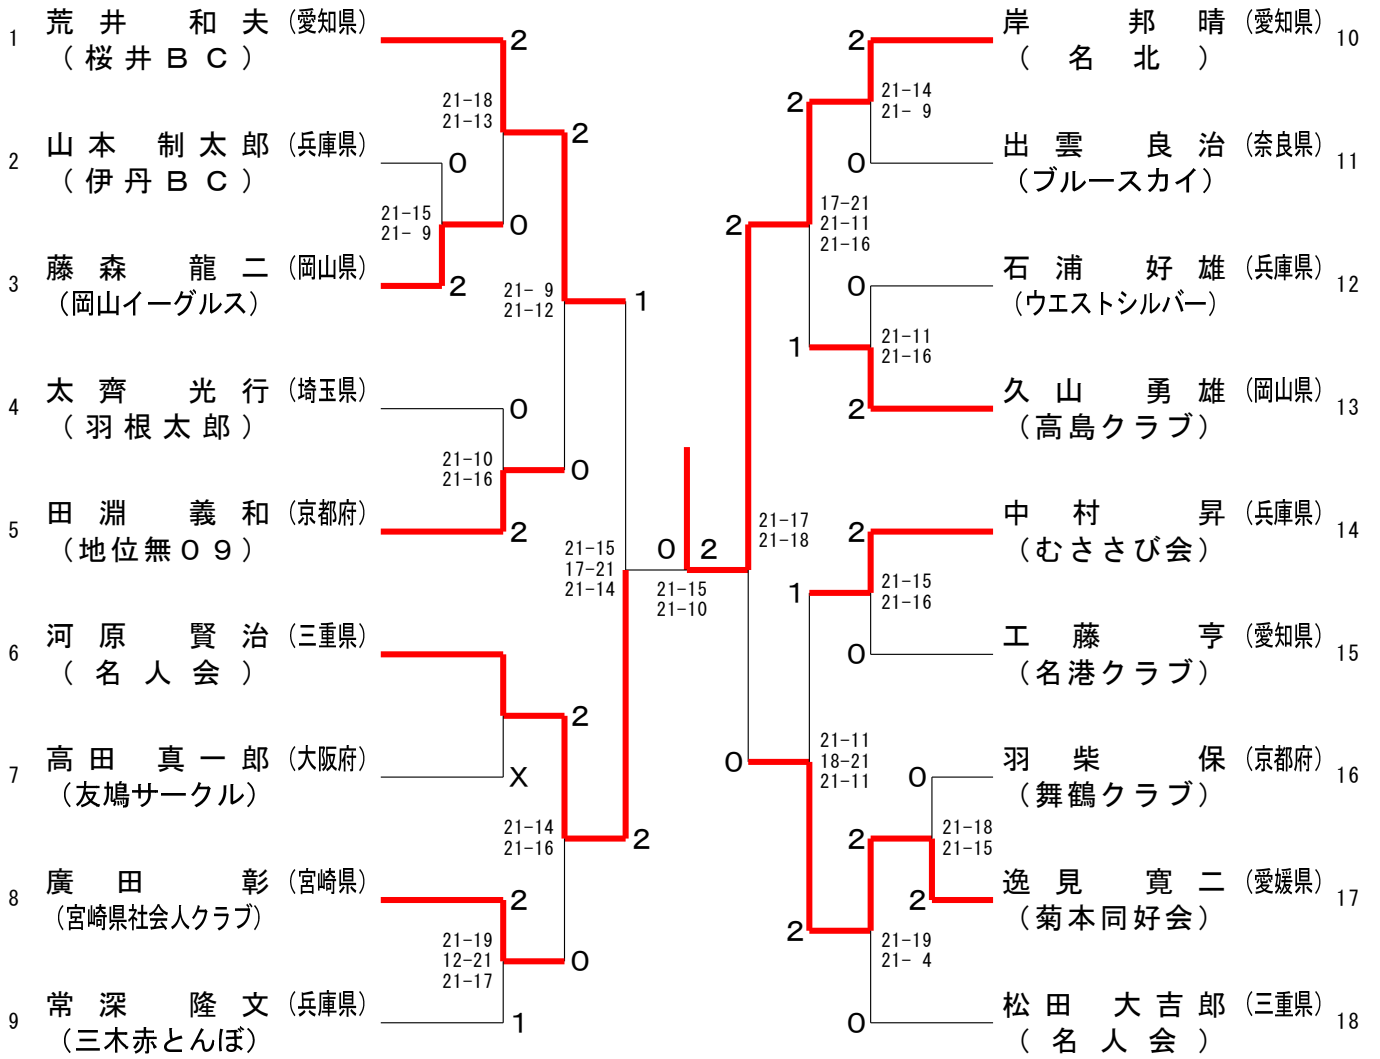 1 荒井 和夫 (愛知県)
(桜井ＢＣ)
2
21-18
21-13
2
2 山本 制太郎 (兵庫県)
(伊丹ＢＣ)
0
21-15
21- 9
0
3 藤森 龍二 (岡山県)
(岡山イーグルス)
2
21- 9
21-12
1
4 太齊 光行 (埼玉県)
(羽根太郎)
0
21-10
21-16
0
5 田淵 義和 (京都府)
(地位無０９)
2
21-15
17-21
21-14
6 河原 賢治 (三重県)
(名人会)
2
7 高田 真一郎 (大阪府)
(友鳩サークル)
X
21-14
21-16
2
8 廣田 彰 (宮崎県)
(宮崎県社会人クラブ)
2
21-19
12-21
21-17
0
9 常深 隆文 (兵庫県)
(三木赤とんぼ)
1
0 2
21-15
21-10
2 岸 邦晴 (愛知県) 10
(名北)
2
21-14
21- 9
0 出雲 良治 (奈良県) 11
(ブルースカイ)
2
17-21
21-11
21-16
0 石浦 好雄 (兵庫県) 12
(ウエストシルバー)
1
21-11
21-16
2 久山 勇雄 (岡山県) 13
(高島クラブ)
21-17
21-18
2 中村 昇 (兵庫県) 14
(むささび会)
1
21-15
21-16
0 工藤 亨 (愛知県) 15
(名港クラブ)
0
21-11
18-21
21-11
0 羽柴 保 (京都府) 16
(舞鶴クラブ)
2
21-18
21-15
2 逸見 寛二 (愛媛県) 17
(菊本同好会)
2
21-19
21- 4
0 松田 大吉郎 (三重県) 18
(名人会)